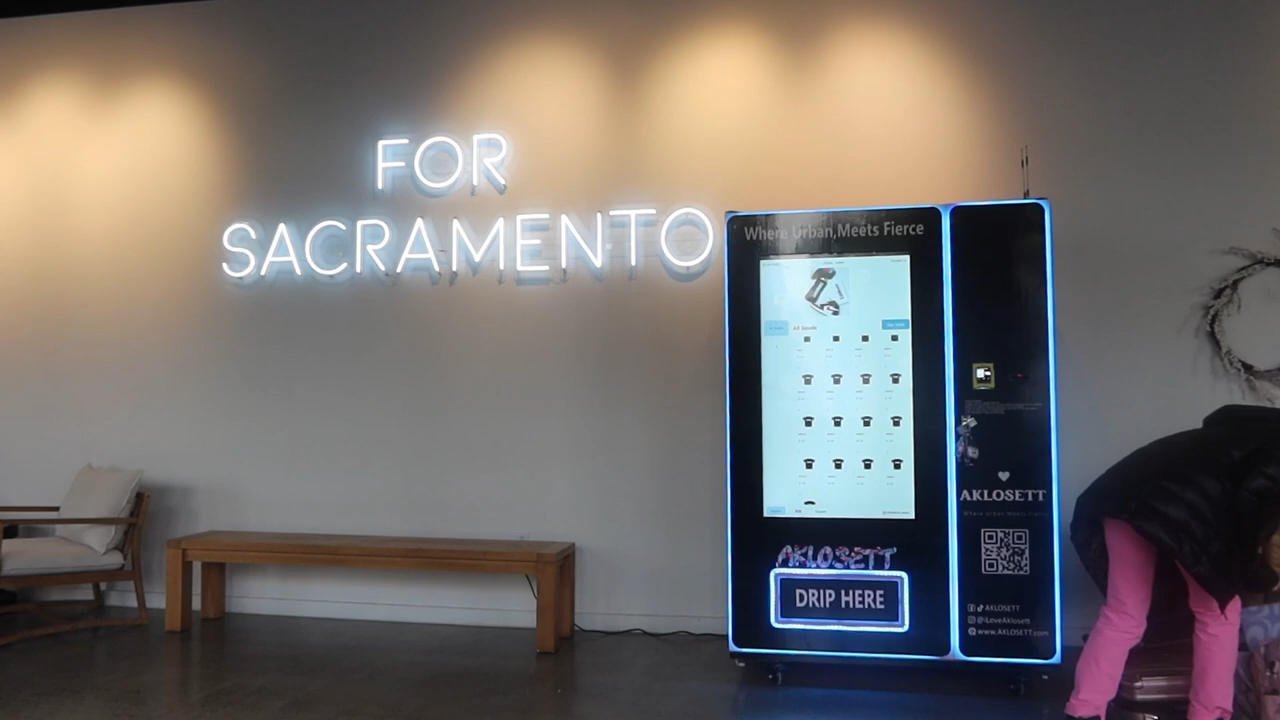 FOR
SACRAMENTO
Where Urban,Meets Fierce
All Goods
AKLOSETT
DRIP HERE
AKLOSETT
Where Urban Meets Fierce
AKLOSETT
@iLoveAklosett
www.AKLOSETT.com